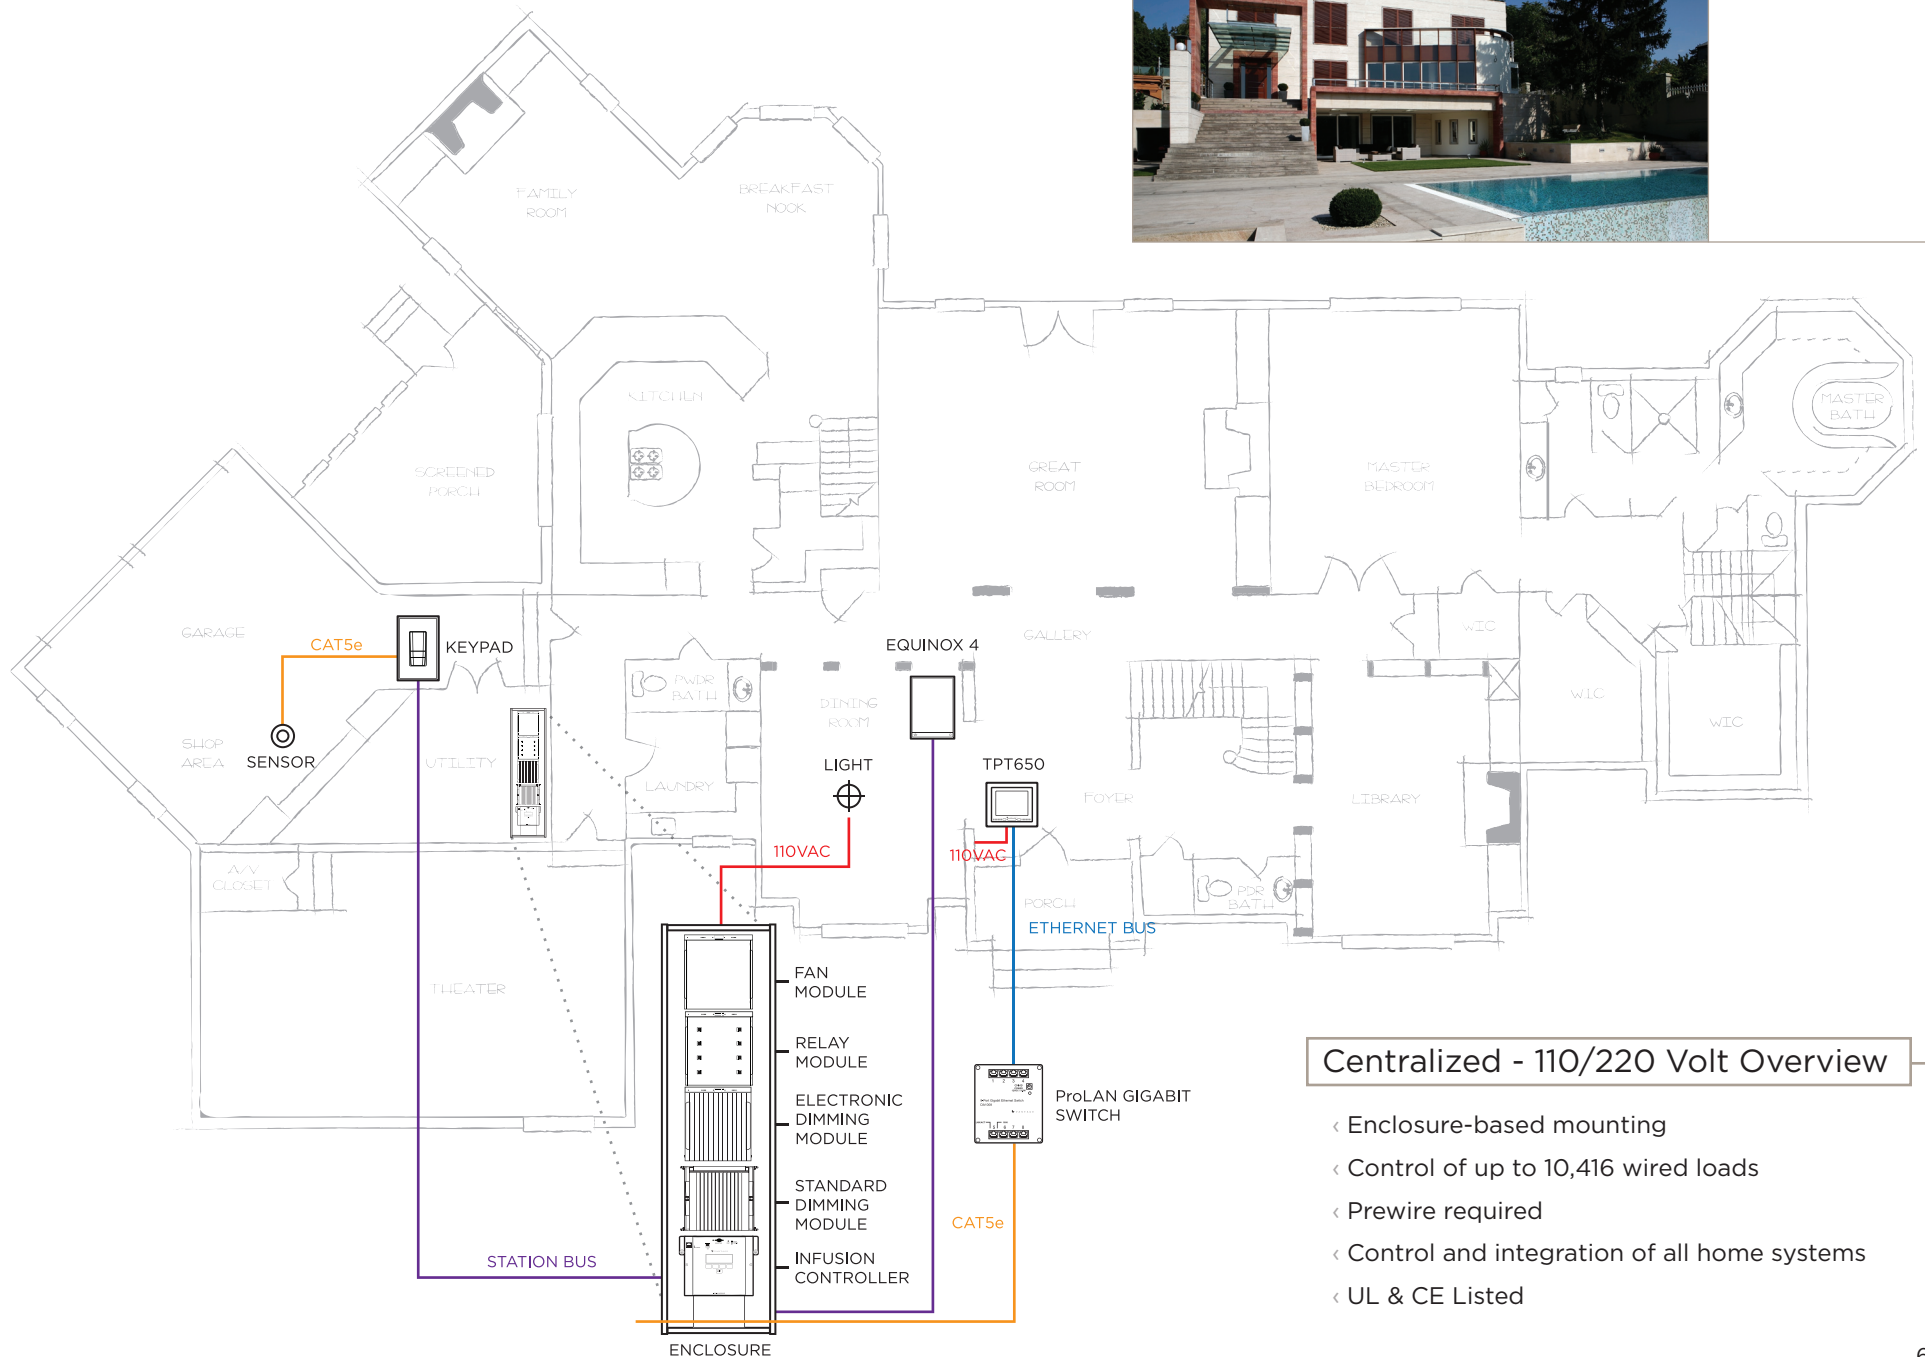 FAMILY
ROOM
BREAKFAST
NOOK
KITCHEN
SCREENED
PORCH
GREAT
ROOM
MASTER
BEDROOM
MASTER
BATH
GARAGE
CAT5e
KEYPAD
EQUINOX 4
GALLERY
WIC
PWDR
BATH
DINING
ROOM
W.I.C
WIC
SHOP
AREA
SENSOR
UTILITY
LAUNDRY
LIGHT
TPT650
FOYER
LIBRARY
110VAC
110VAC
A/V
CLOSET
PORCH
PDR
BATH
ETHERNET BUS
THEATER
FAN
MODULE
RELAY
MODULE
ELECTRONIC
DIMMING
MODULE
STANDARD
DIMMING
MODULE
INFUSION
CONTROLLER
ProLAN GIGABIT
SWITCH
1 2 3 4
CAT5e
STATION BUS
ENCLOSURE
Centralized - 110/220 Volt Overview
‹ Enclosure-based mounting
‹ Control of up to 10,416 wired loads
‹ Prewire required
‹ Control and integration of all home systems
‹ UL & CE Listed